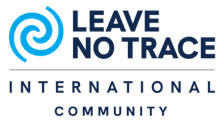 LEAVE
NO TRACE
INTERNATIONAL
COMMUNITY